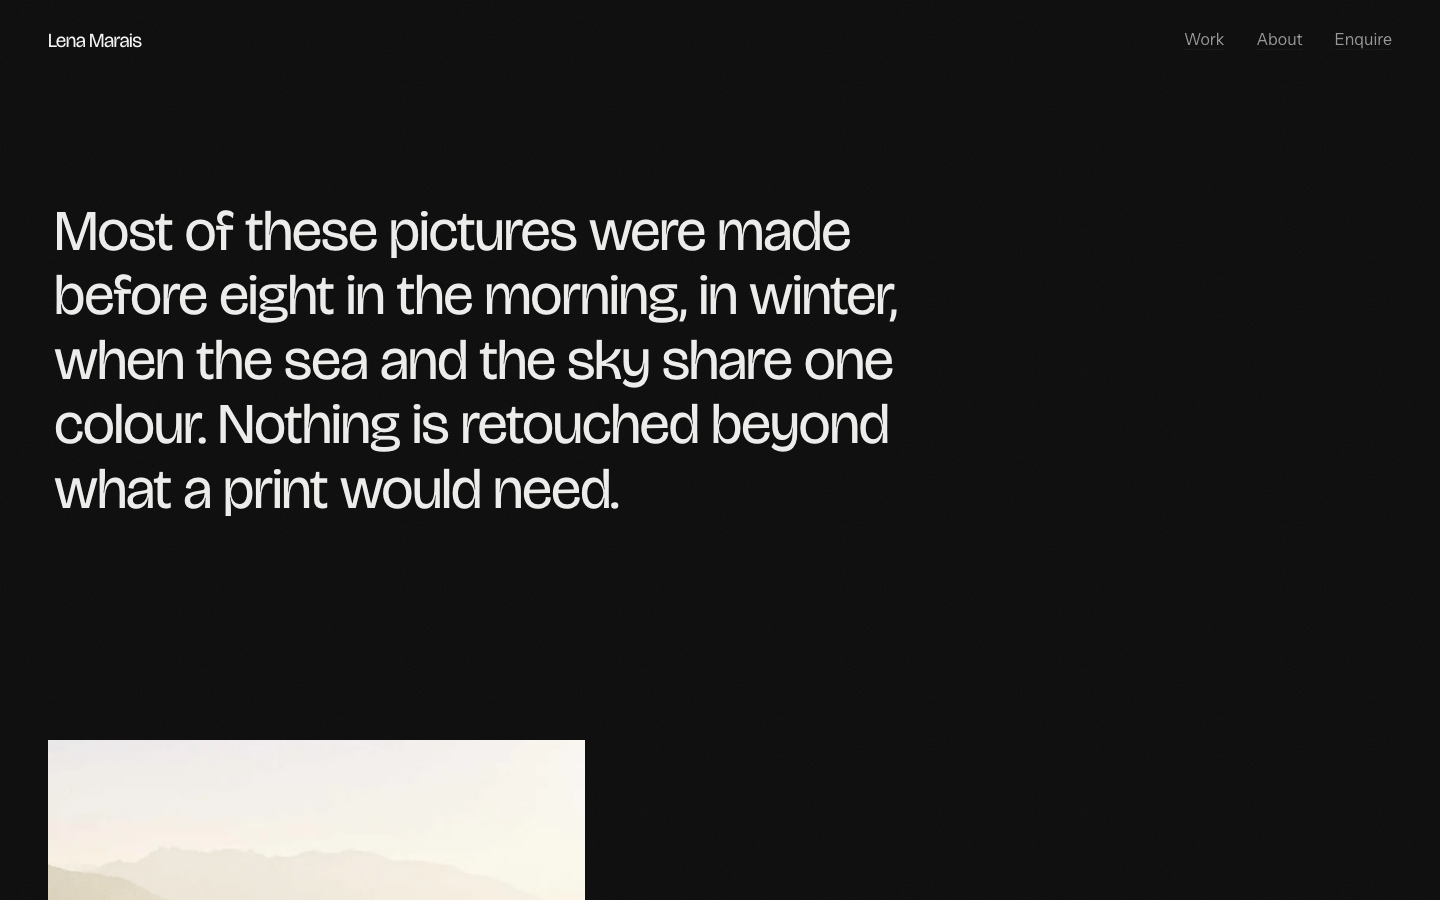 Lena Marais
Work About Enquire
Most of these pictures were made
before eight in the morning, in winter,
when the sea and the sky share one
colour. Nothing is retouched beyond
what a print would need.